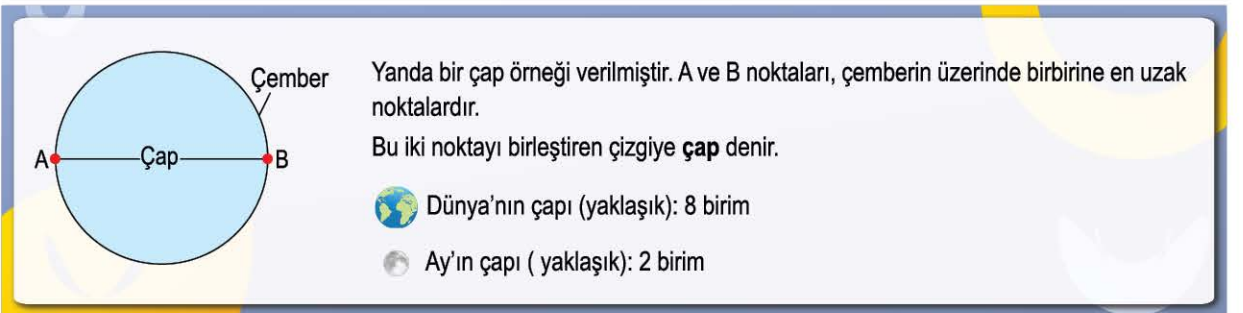 Çember
A
Çap
B
Yanda bir çap örneği verilmiştir. A ve B noktaları, çemberin üzerinde birbirine en uzak
noktalardır.
Bu iki noktayı birleştiren çizgiye çap denir.
Dünya'nın çapı (yaklaşık): 8 birim
Ay'ın çapı ( yaklaşık): 2 birim